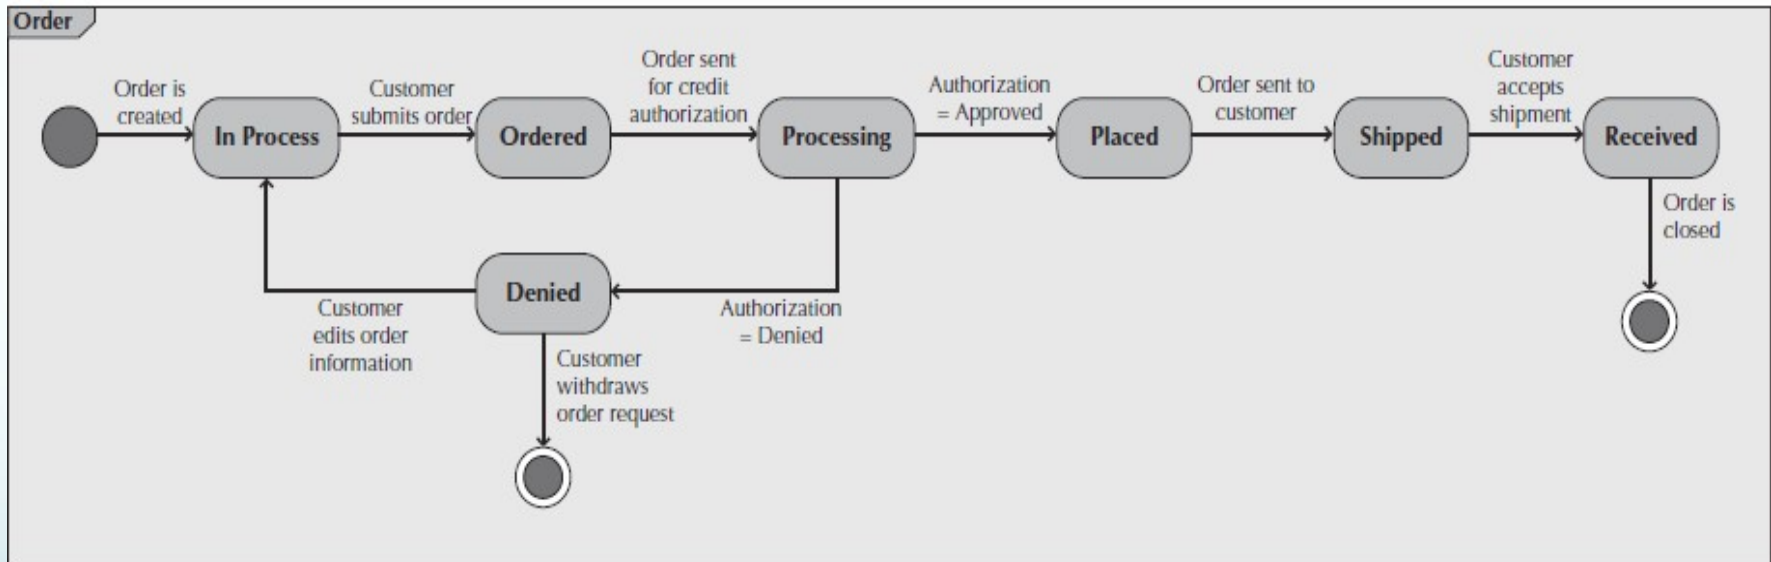 Order
Order is
created
In Process
Customer
submits order
Ordered
Order sent
for credit
authorization
Processing
Authorization
= Approved
Placed
Order sent to
customer
Shipped
Customer
accepts
shipment
Received
Order is
closed
Authorization
= Denied
Denied
Customer
edits order
information
Customer
withdraws
order request